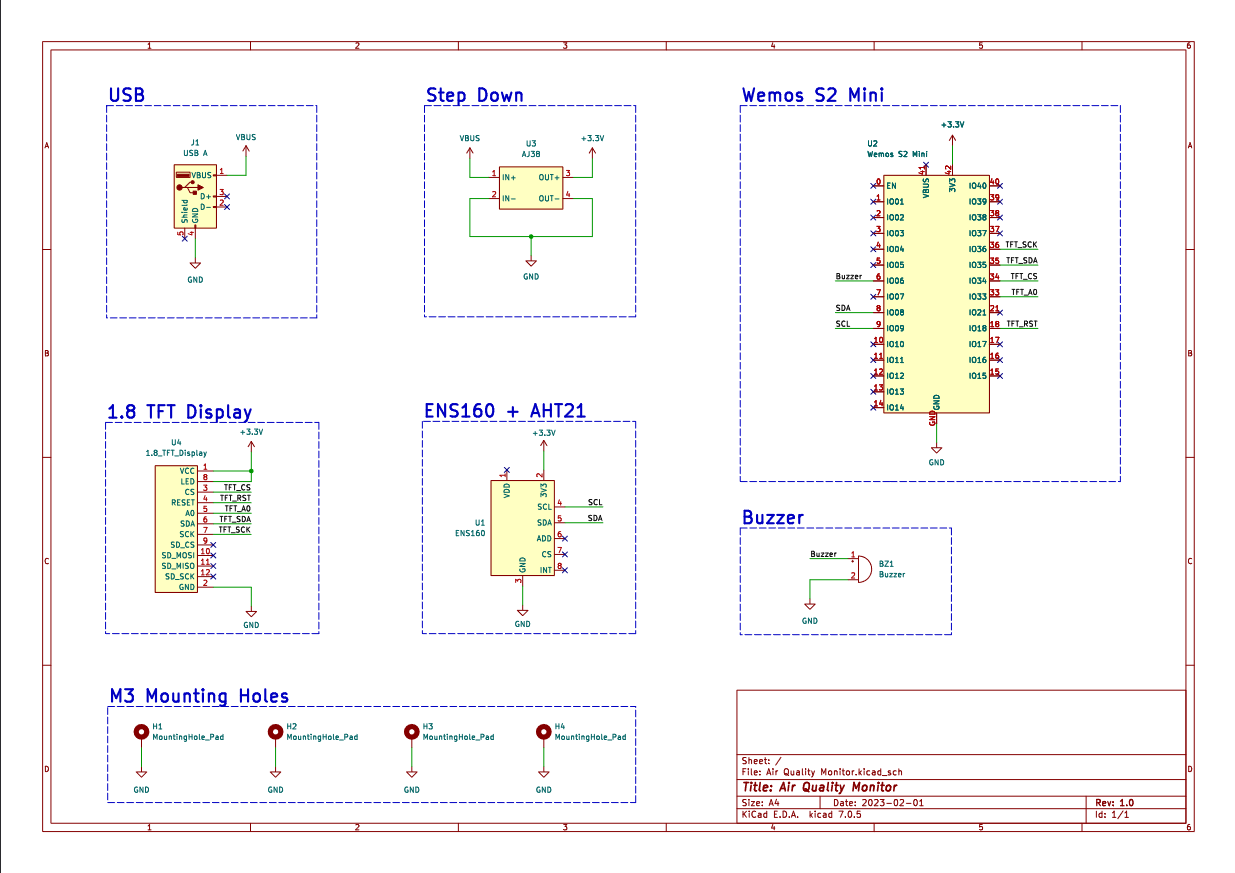 1 2 3 4 5 6
A
B
C
D
USB
J1
USB A
VBUS
VBUS 1
D+ 3
D- 2
Shield
GND
5
4
GND
Step Down
VBUS
U3
AJ38
+3.3V
1 IN+ OUT+ 3
2 IN- OUT- 4
GND
Wemos S2 Mini
+3.3V
U2
Wemos S2 Mini
41 42
VBUS 3V3
0 EN IO40 40
1 IO01 IO39 39
2 IO02 IO38 38
3 IO03 IO37 37
4 IO04 IO36 36 TFT_SCK
5 IO05 IO35 35 TFT_SDA
Buzzer 6 IO06 IO34 34 TFT_CS
7 IO07 IO33 33 TFT_A0
SDA 8 IO08 IO21 21
SCL 9 IO09 IO18 18 TFT_RST
10 IO10 IO17 17
11 IO11 IO16 16
12 IO12 IO15 15
13 IO13
14 IO14
GND
GND
GND
1.8 TFT Display
+3.3V
U4
1.8_TFT_Display
VCC 1
LED 8
CS 3 TFT_CS
RESET 4 TFT_RST
A0 5 TFT_A0
SDA 6 TFT_SDA
SCK 7 TFT_SCK
SD_CS 9
SD_MOSI 10
SD_MISO 11
SD_SCK 12
GND 2
GND
ENS160 + AHT21
+3.3V
1 2
VDD 3V3
SCL 4 SCL
SDA 5 SDA
U1
ENS160
ADD 6
CS 7
INT 8
GND
3
GND
Buzzer
Buzzer 1
+
2
BZ1
Buzzer
GND
M3 Mounting Holes
H1
MountingHole_Pad
GND
H2
MountingHole_Pad
GND
H3
MountingHole_Pad
GND
H4
MountingHole_Pad
GND
Sheet: /
File: Air Quality Monitor.kicad_sch
Title: Air Quality Monitor
Size: A4 Date: 2023-02-01 Rev: 1.0
KiCad E.D.A. kicad 7.0.5 Id: 1/1
A
B
C
D
1 2 3 4 5 6